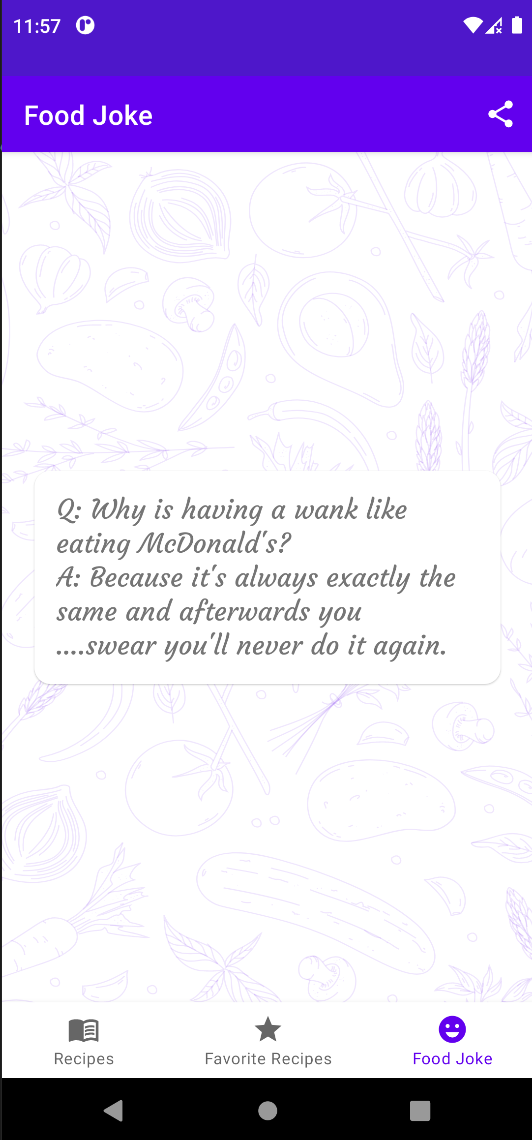 11:57
Food Joke
Q: Why is having a wank like
eating McDonald's?
A: Because it's always exactly the
same and afterwards you
....swear you'll never do it again.
Recipes
Favorite Recipes
Food Joke